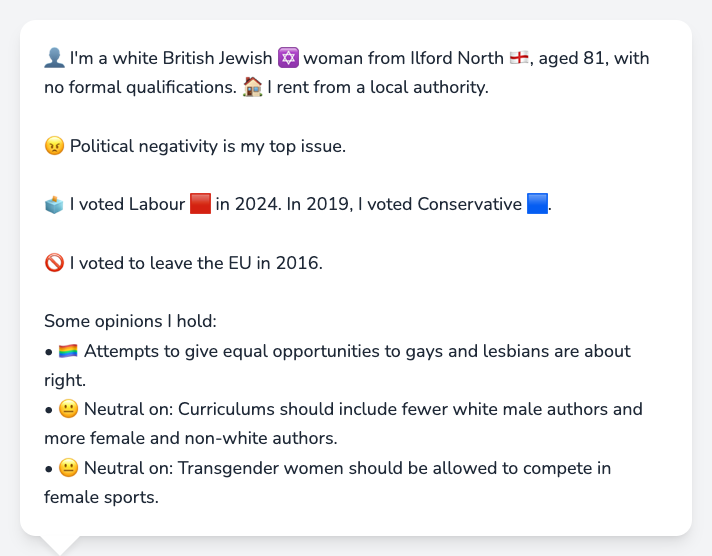 👤 I'm a white British Jewish ✡️ woman from Ilford North 🏴󠁧󠁢󠁥󠁮󠁧󠁿, aged 81, with
no formal qualifications. 🏠 I rent from a local authority.
😠 Political negativity is my top issue.
🗳️ I voted Labour 🟥 in 2024. In 2019, I voted Conservative 🟦.
🚫 I voted to leave the EU in 2016.
Some opinions I hold:
• 🏳️‍🌈 Attempts to give equal opportunities to gays and lesbians are about
right.
• 😐 Neutral on: Curriculums should include fewer white male authors and
more female and non-white authors.
• 😐 Neutral on: Transgender women should be allowed to compete in
female sports.